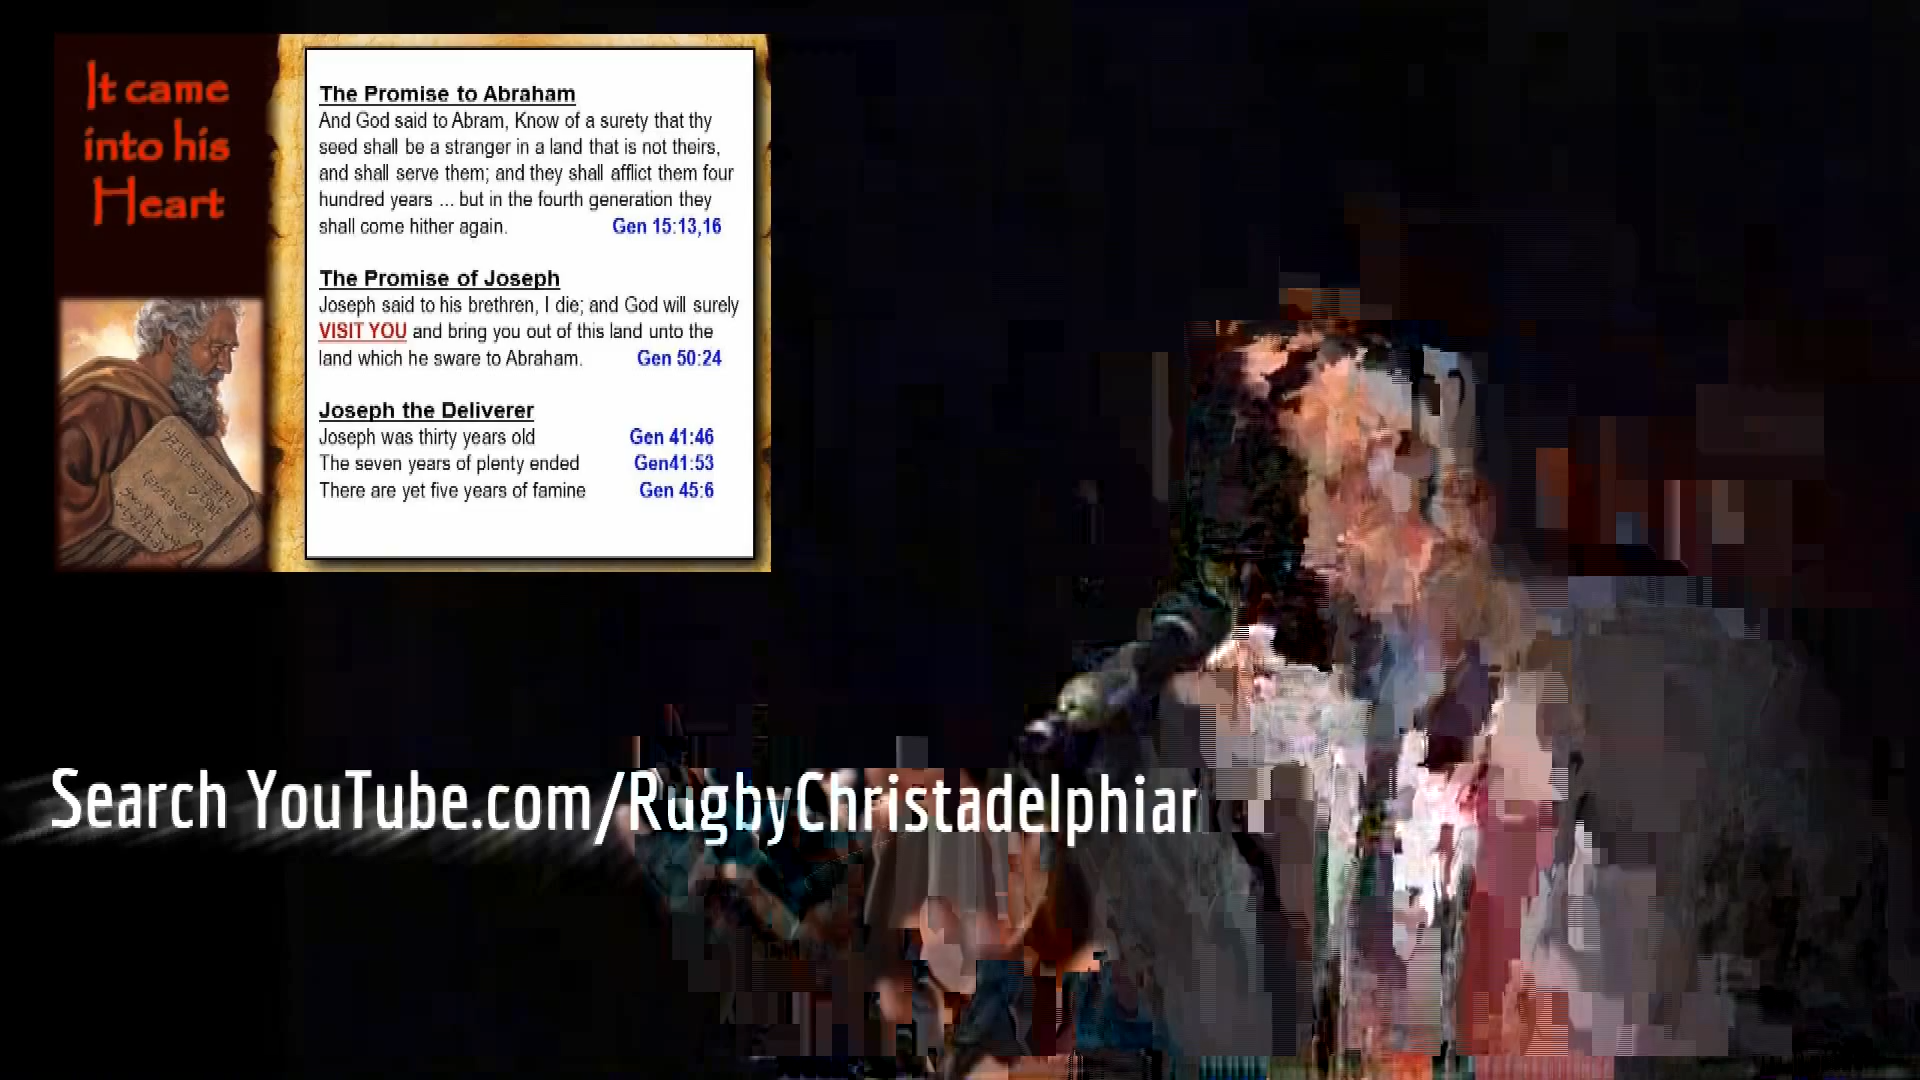 It came
into his
Heart
The Promise to Abraham
And God said to Abram, Know of a surety that thy
seed shall be a stranger in a land that is not theirs,
and shall serve them; and they shall afflict them four
hundred years ... but in the fourth generation they
shall come hither again. Gen 15:13,16
The Promise of Joseph
Joseph said to his brethren, I die; and God will surely
VISIT YOU and bring you out of this land unto the
land which he sware to Abraham. Gen 50:24
Joseph the Deliverer
Joseph was thirty years old Gen 41:46
The seven years of plenty ended Gen41:53
There are yet five years of famine Gen 45:6
Search YouTube.com/RugbyChristadelphian